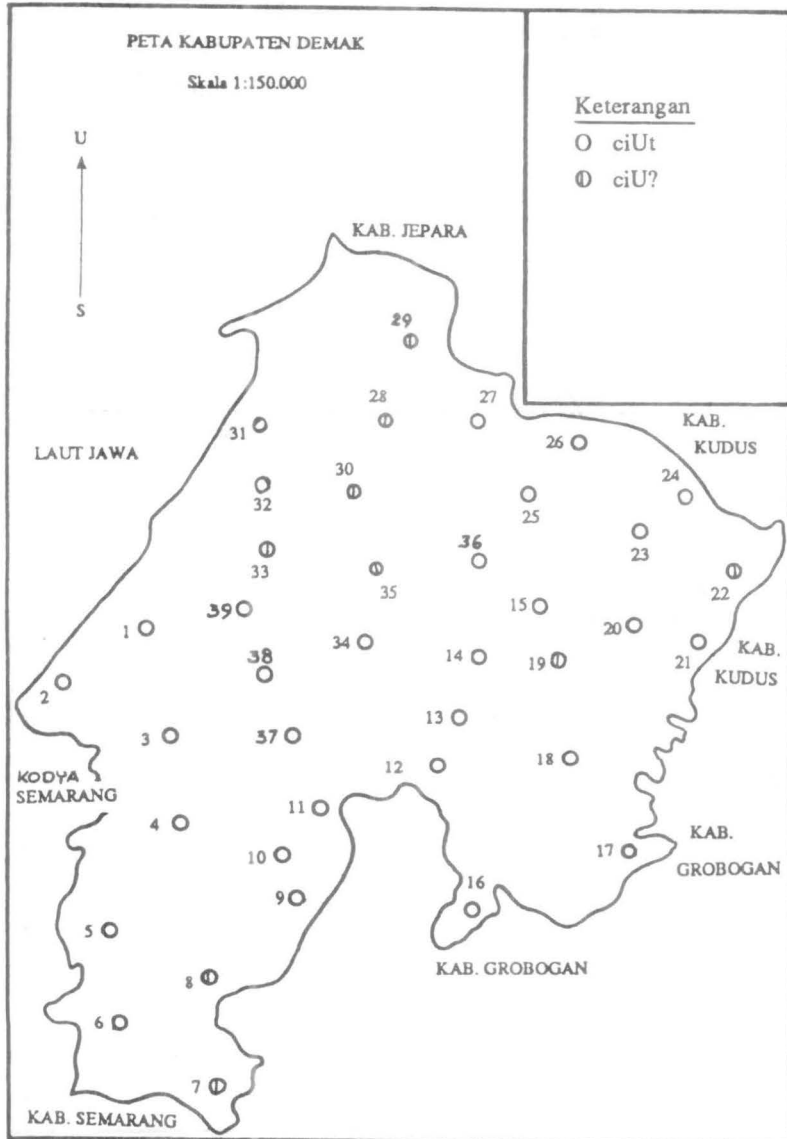 PETA KABUPATEN DEMAK
Skala 1:150.000
Keterangan
O ciUt
⦶ ciU?
U
S
KAB. JEPARA
29
28
27
26
KAB.
KUDUS
31
LAUT JAWA
30
24
32
25
36
23
33
35
22
39
15
1
34
14
20
19
21
KAB.
KUDUS
38
2
13
3
37
12
18
KODYA
SEMARANG
11
4
KAB.
GROBOGAN
17
10
16
9
5
KAB. GROBOGAN
8
6
7
KAB. SEMARANG